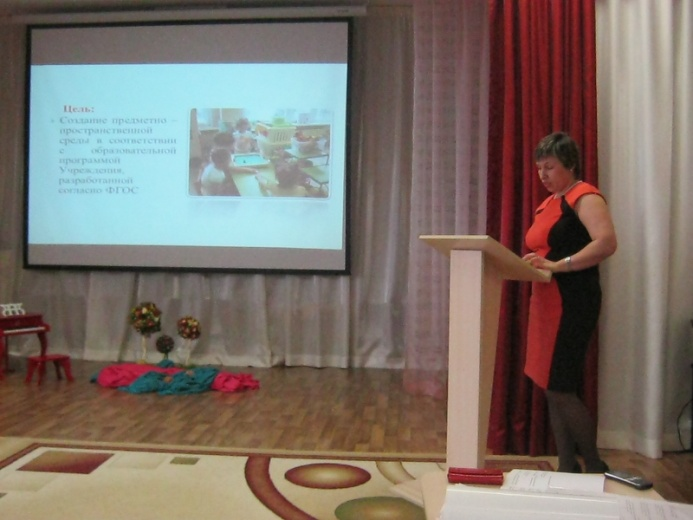 Цель:
Создание предметно –
пространственной
среды в соответствии
с образовательной
программой
Учреждения,
разработанной
согласно ФГОС